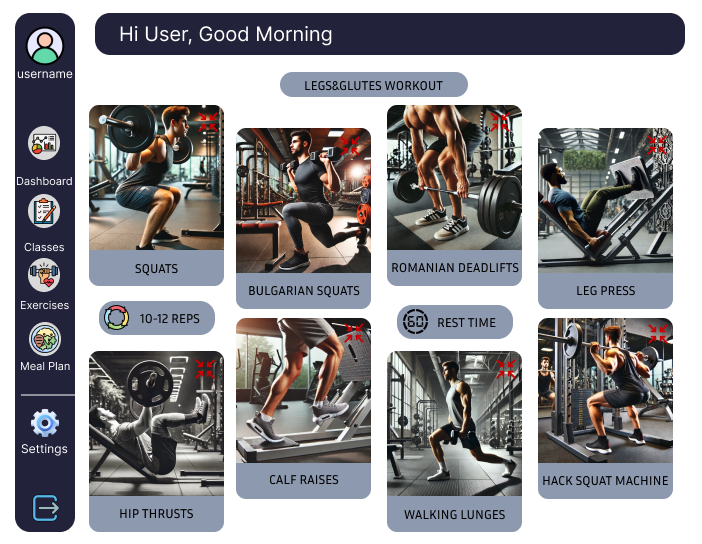 Hi User, Good Morning
username
Dashboard
Classes
Exercises
Meal Plan
Settings
LEGS&GLUTES WORKOUT
SQUATS
BULGARIAN SQUATS
ROMANIAN DEADLIFTS
LEG PRESS
10-12 REPS
60
REST TIME
HIP THRUSTS
CALF RAISES
WALKING LUNGES
HACK SQUAT MACHINE